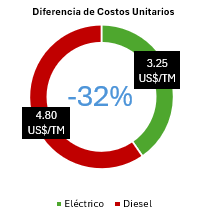 Diferencia de Costos Unitarios
3.25
US$/TM
-32%
4.80
US$/TM
Eléctrico
Diesel